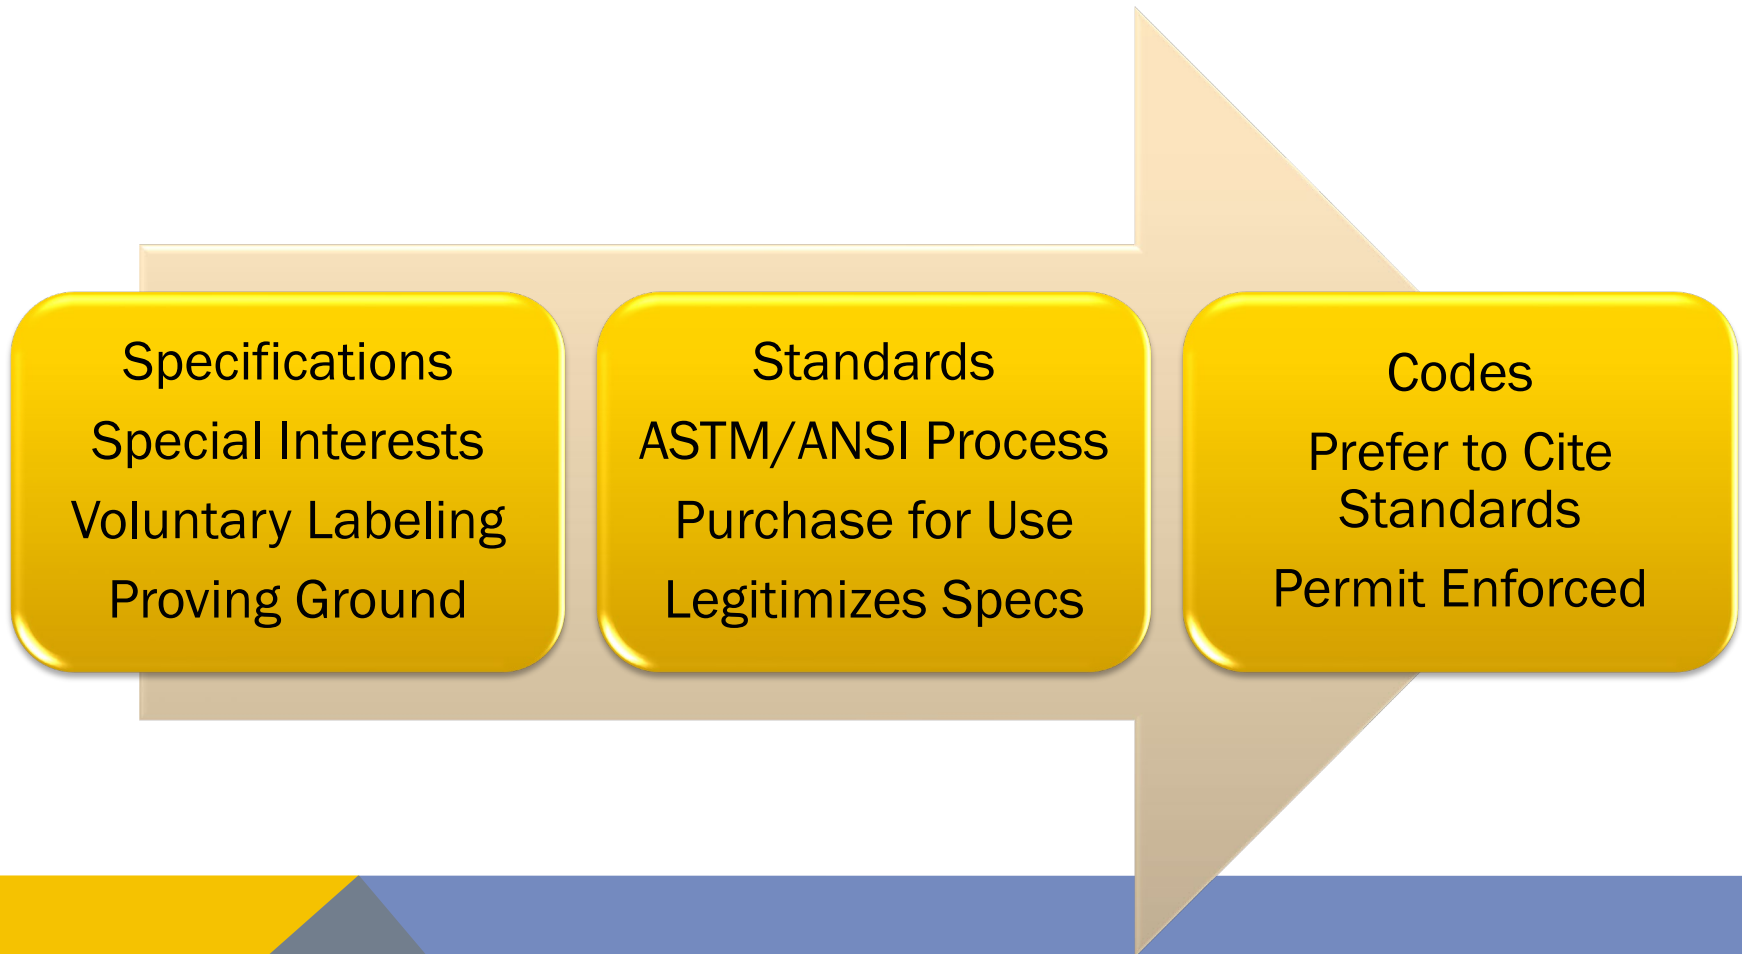 Specifications
Special Interests
Voluntary Labeling
Proving Ground
Standards
ASTM/ANSI Process
Purchase for Use
Legitimizes Specs
Codes
Prefer to Cite
Standards
Permit Enforced